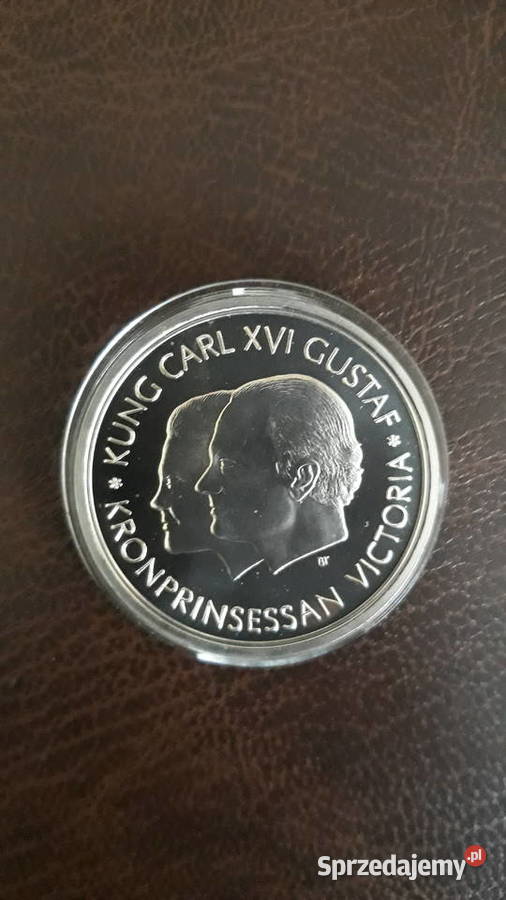 * KUNG CARL XVI GUSTAF *
KRONPRINSESSAN VICTORIA
Sprzedajemy.pl